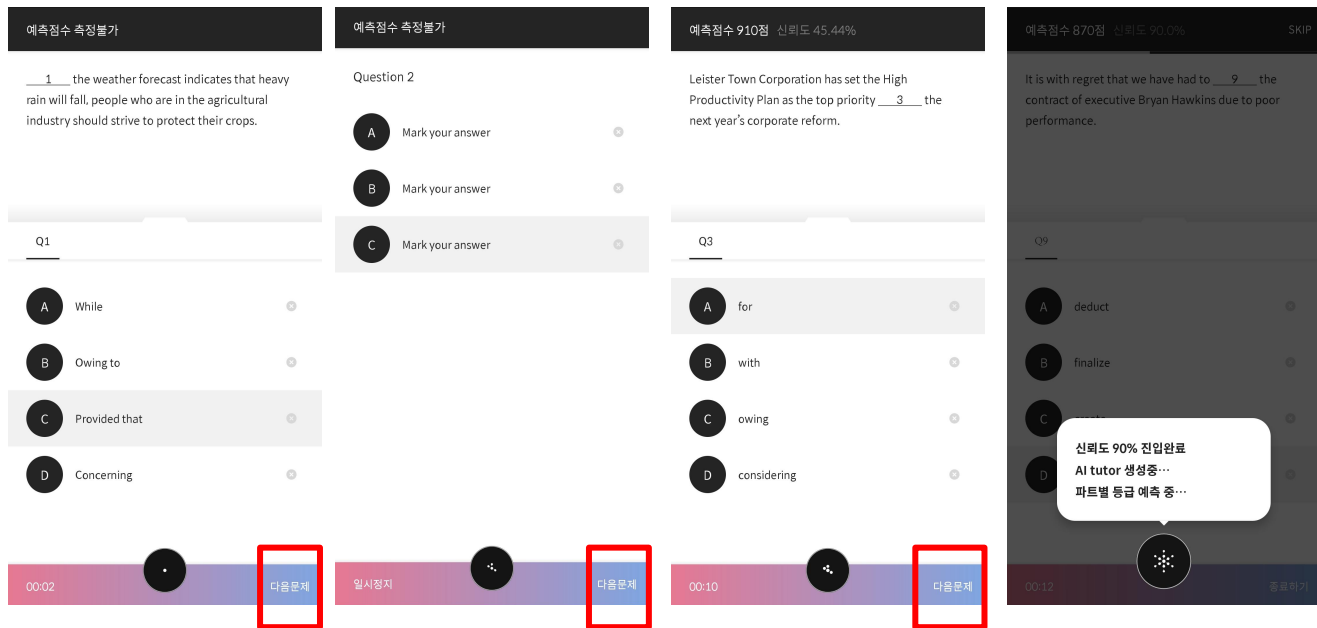 예측점수 측정불가
1 the weather forecast indicates that heavy
rain will fall, people who are in the agricultural
industry should strive to protect their crops.
Q1
A While
B Owing to
C Provided that
D Concerning
00:02
다음문제
예측점수 측정불가
Question 2
A Mark your answer
B Mark your answer
C Mark your answer
일시정지
다음문제
예측점수 910점 신뢰도 45.44%
Leister Town Corporation has set the High
Productivity Plan as the top priority 3 the
next year's corporate reform.
Q3
A for
B with
C owing
D considering
00:10
다음문제
예측점수 870점 신뢰도 90.0%
SKIP
It is with regret that we have had to 9 the
contract of executive Bryan Hawkins due to poor
performance.
Q9
A deduct
B finalize
C
D
신뢰도 90% 진입완료
AI tutor 생성중…
파트별 등급 예측 중…
00:12
종료하기